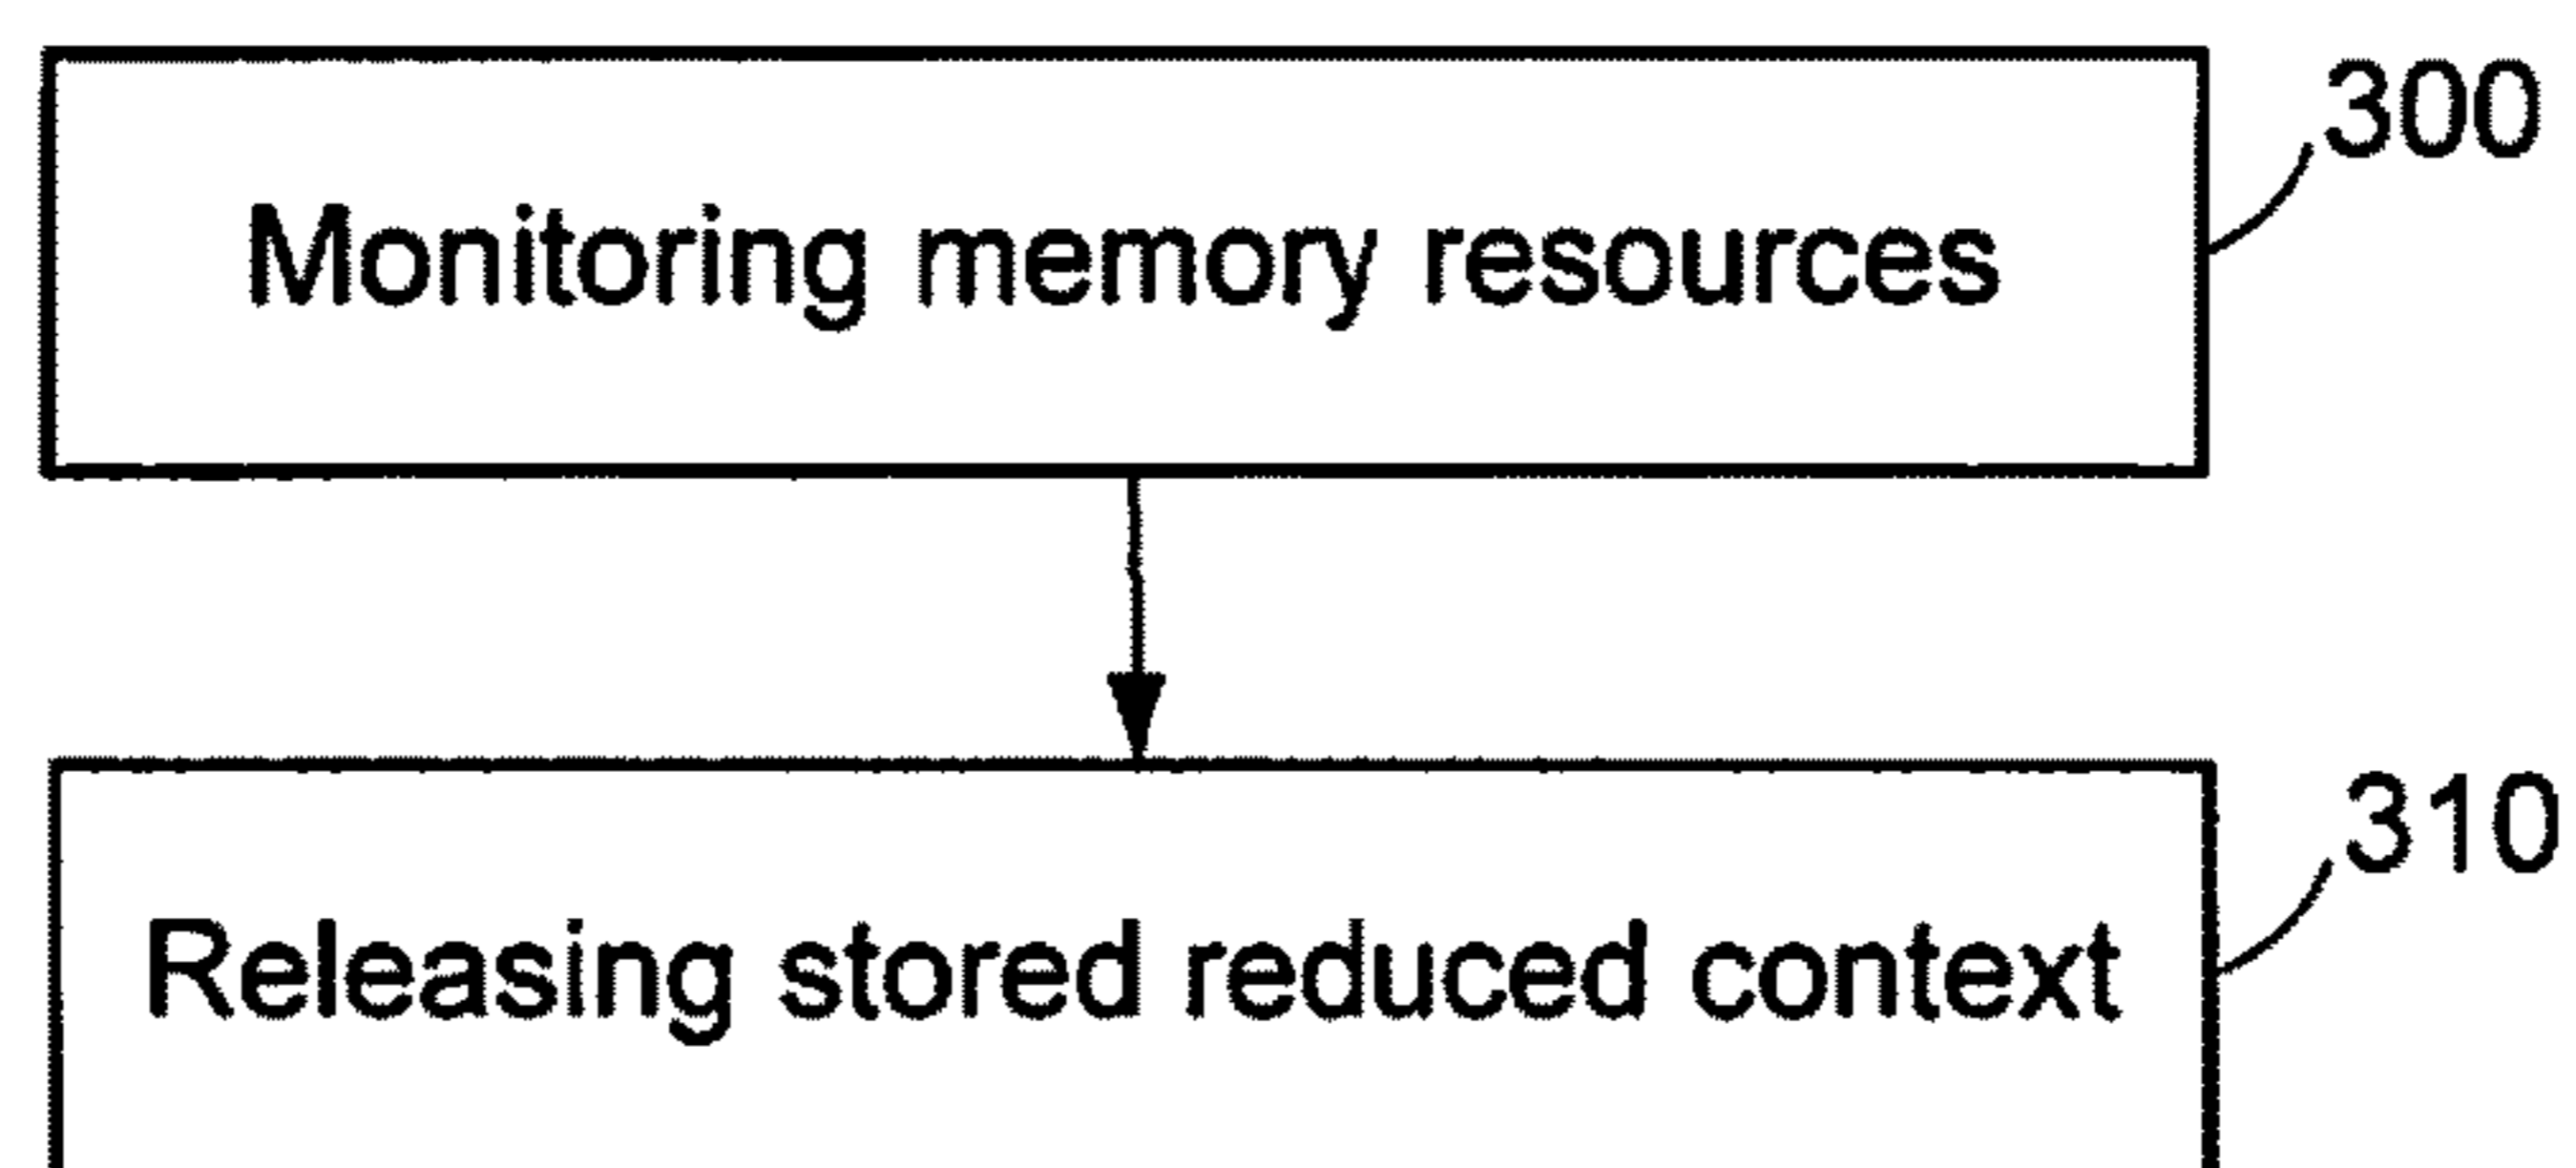 300
Monitoring memory resources
310
Releasing stored reduced context